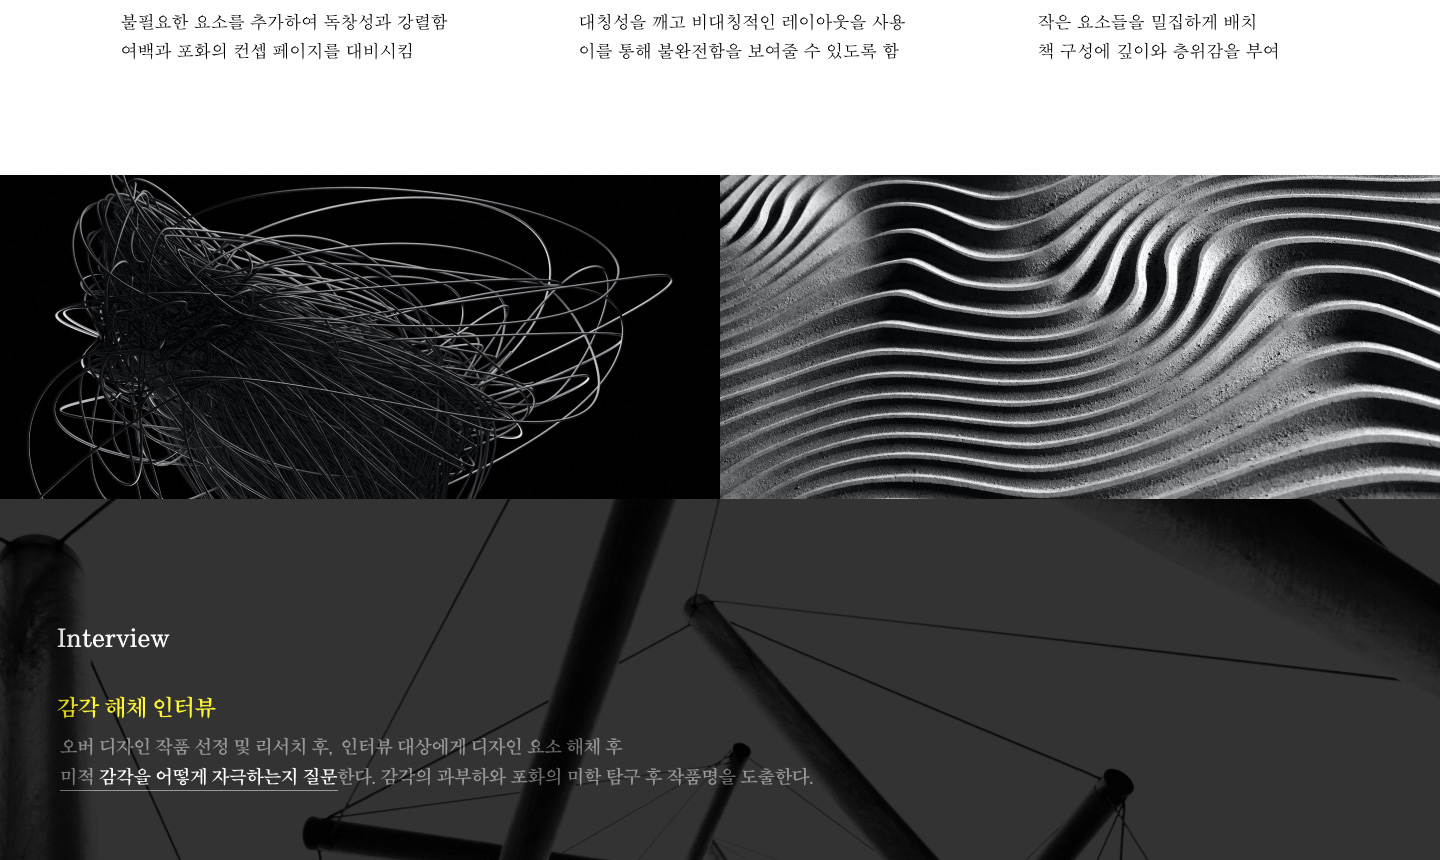 불필요한 요소를 추가하여 독창성과 강렬함
여백과 포화의 컨셉 페이지를 대비시킴
대칭성을 깨고 비대칭적인 레이아웃을 사용
이를 통해 불완전함을 보여줄 수 있도록 함
작은 요소들을 밀집하게 배치
책 구성에 깊이와 층위감을 부여
Interview
감각 해체 인터뷰
오버 디자인 작품 선정 및 리서치 후, 인터뷰 대상에게 디자인 요소 해체 후
미적 감각을 어떻게 자극하는지 질문한다. 감각의 과부하와 포화의 미학 탐구 후 작품명을 도출한다.